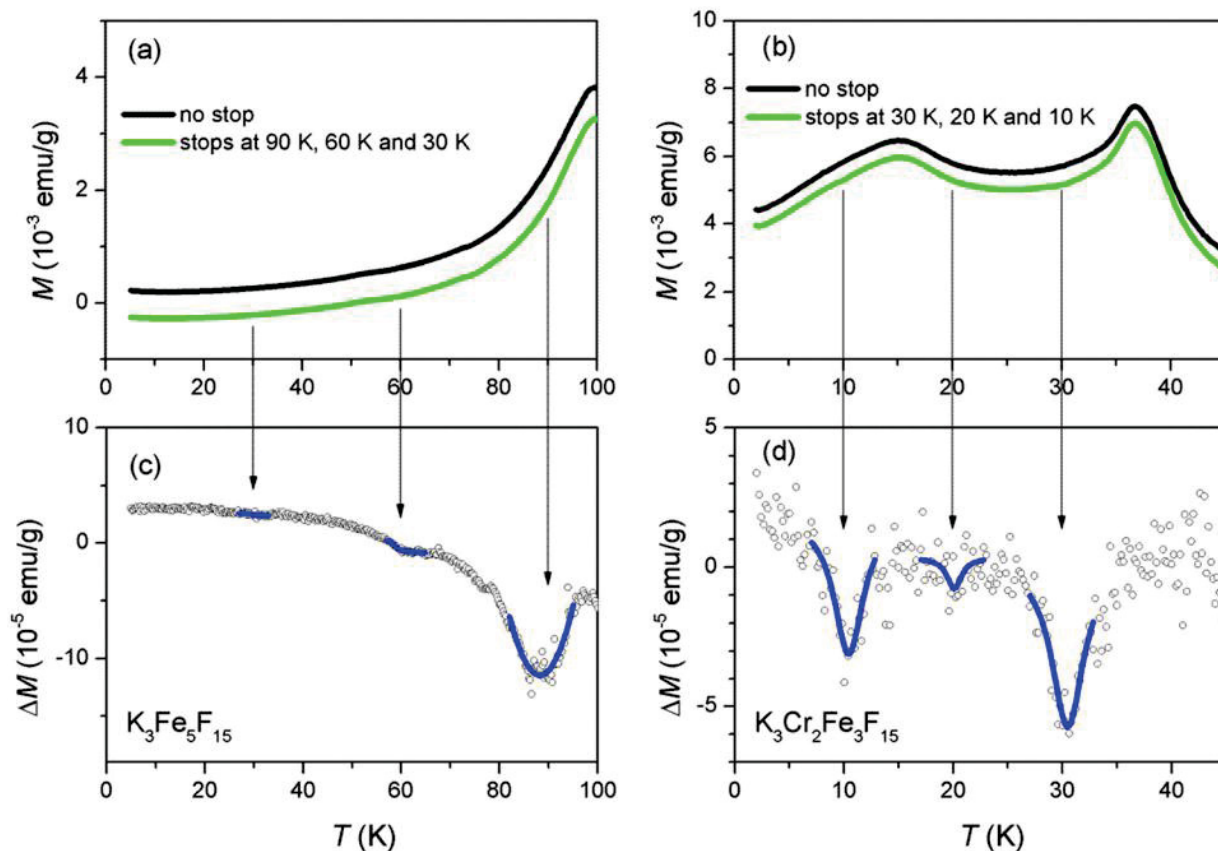 (a)
no stop
stops at 90 K, 60 K and 30 K
M (10⁻³ emu/g)
4
2
0
0 20 40 60 80 100
(b)
no stop
stops at 30 K, 20 K and 10 K
M (10⁻³ emu/g)
10
8
6
4
2
0
0 10 20 30 40
(c)
ΔM (10⁻⁵ emu/g)
10
0
-10
K₃Fe₅F₁₅
0 20 40 60 80 100
T (K)
(d)
ΔM (10⁻⁵ emu/g)
5
0
-5
K₃Cr₂Fe₃F₁₅
0 10 20 30 40
T (K)